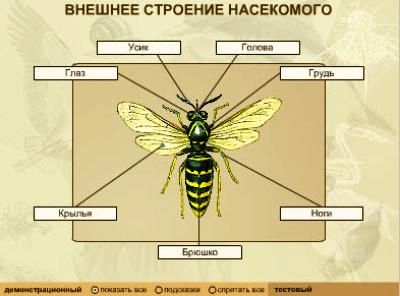 ВНЕШНЕЕ СТРОЕНИЕ НАСЕКОМОГО
Усик
Голова
Глаз
Грудь
Крылья
Ноги
Брюшко
демонстрационный показать все подсказки спрятать все тестовый